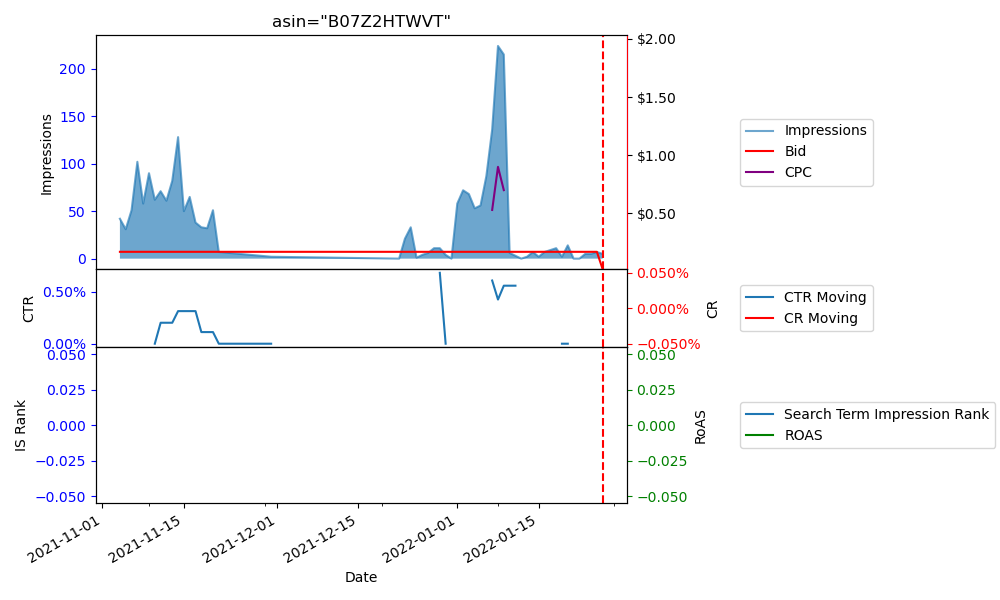 asin="B07Z2HTWVT"
Impressions
200
150
100
50
0
$2.00
$1.50
$1.00
$0.50
Impressions
Bid
CPC
CTR
0.50%
0.00%
0.050%
0.000%
−0.050%
CR
CTR Moving
CR Moving
IS Rank
0.050
0.025
0.000
−0.025
−0.050
0.050
0.025
0.000
−0.025
−0.050
RoAS
Search Term Impression Rank
ROAS
2021-11-01
2021-11-15
2021-12-01
2021-12-15
2022-01-01
2022-01-15
Date